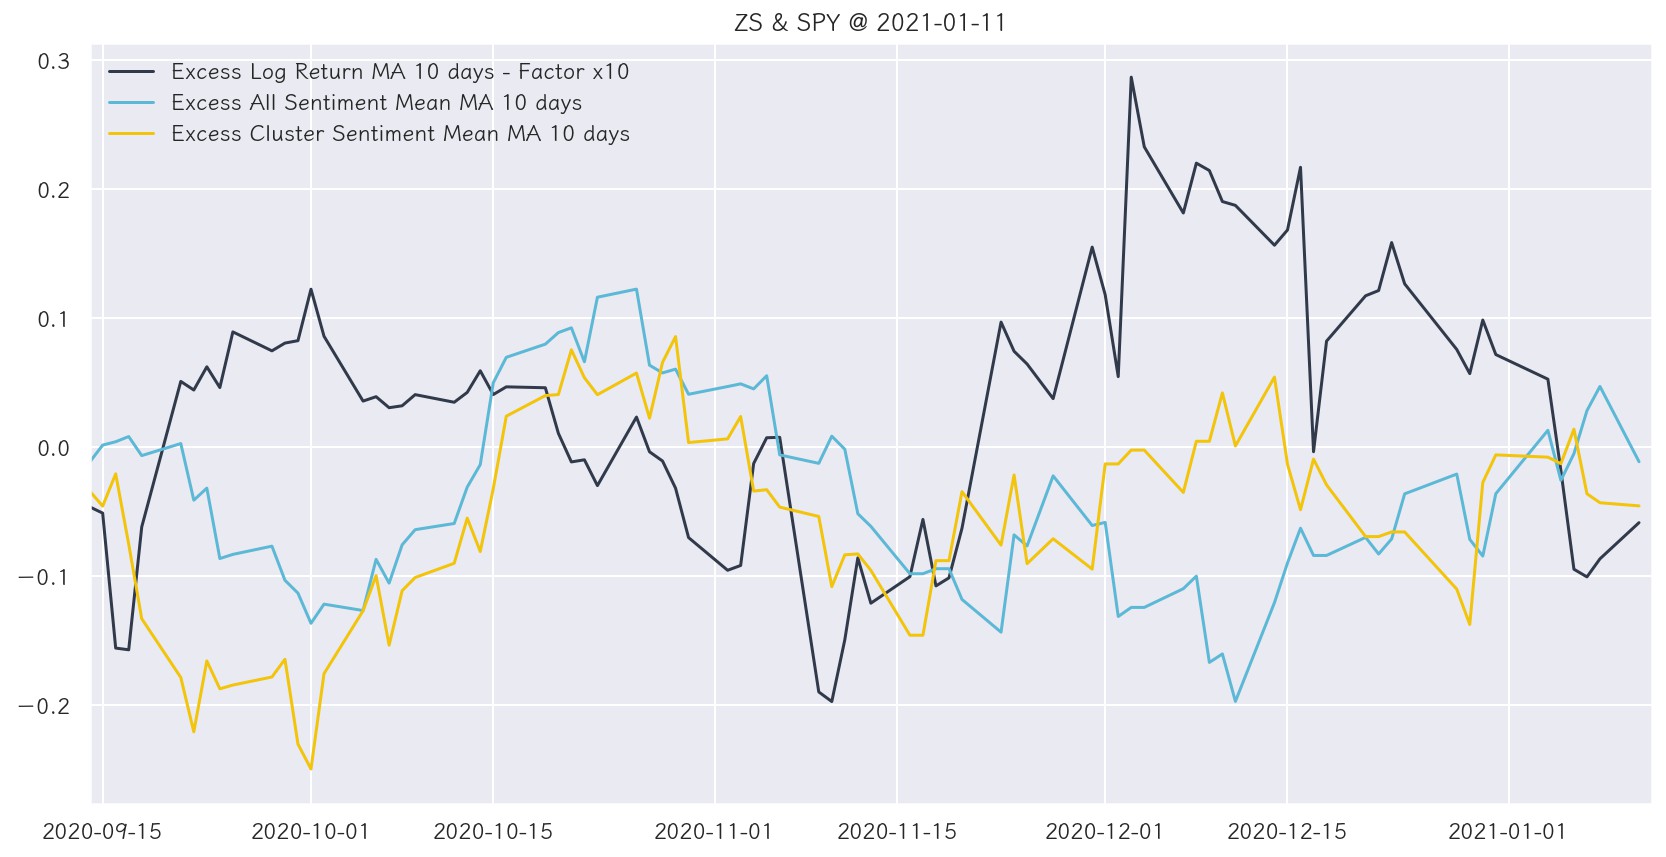 ZS & SPY @ 2021-01-11
Excess Log Return MA 10 days - Factor x10
Excess All Sentiment Mean MA 10 days
Excess Cluster Sentiment Mean MA 10 days
0.3
0.2
0.1
0.0
−0.1
−0.2
2020-09-15 2020-10-01 2020-10-15 2020-11-01 2020-11-15 2020-12-01 2020-12-15 2021-01-01